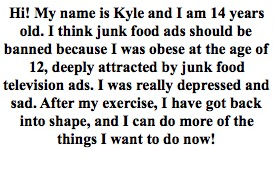 Hi! My name is Kyle and I am 14 years
old. I think junk food ads should be
banned because I was obese at the age of
12, deeply attracted by junk food
television ads. I was really depressed and
sad. After my exercise, I have got back
into shape, and I can do more of the
things I want to do now!